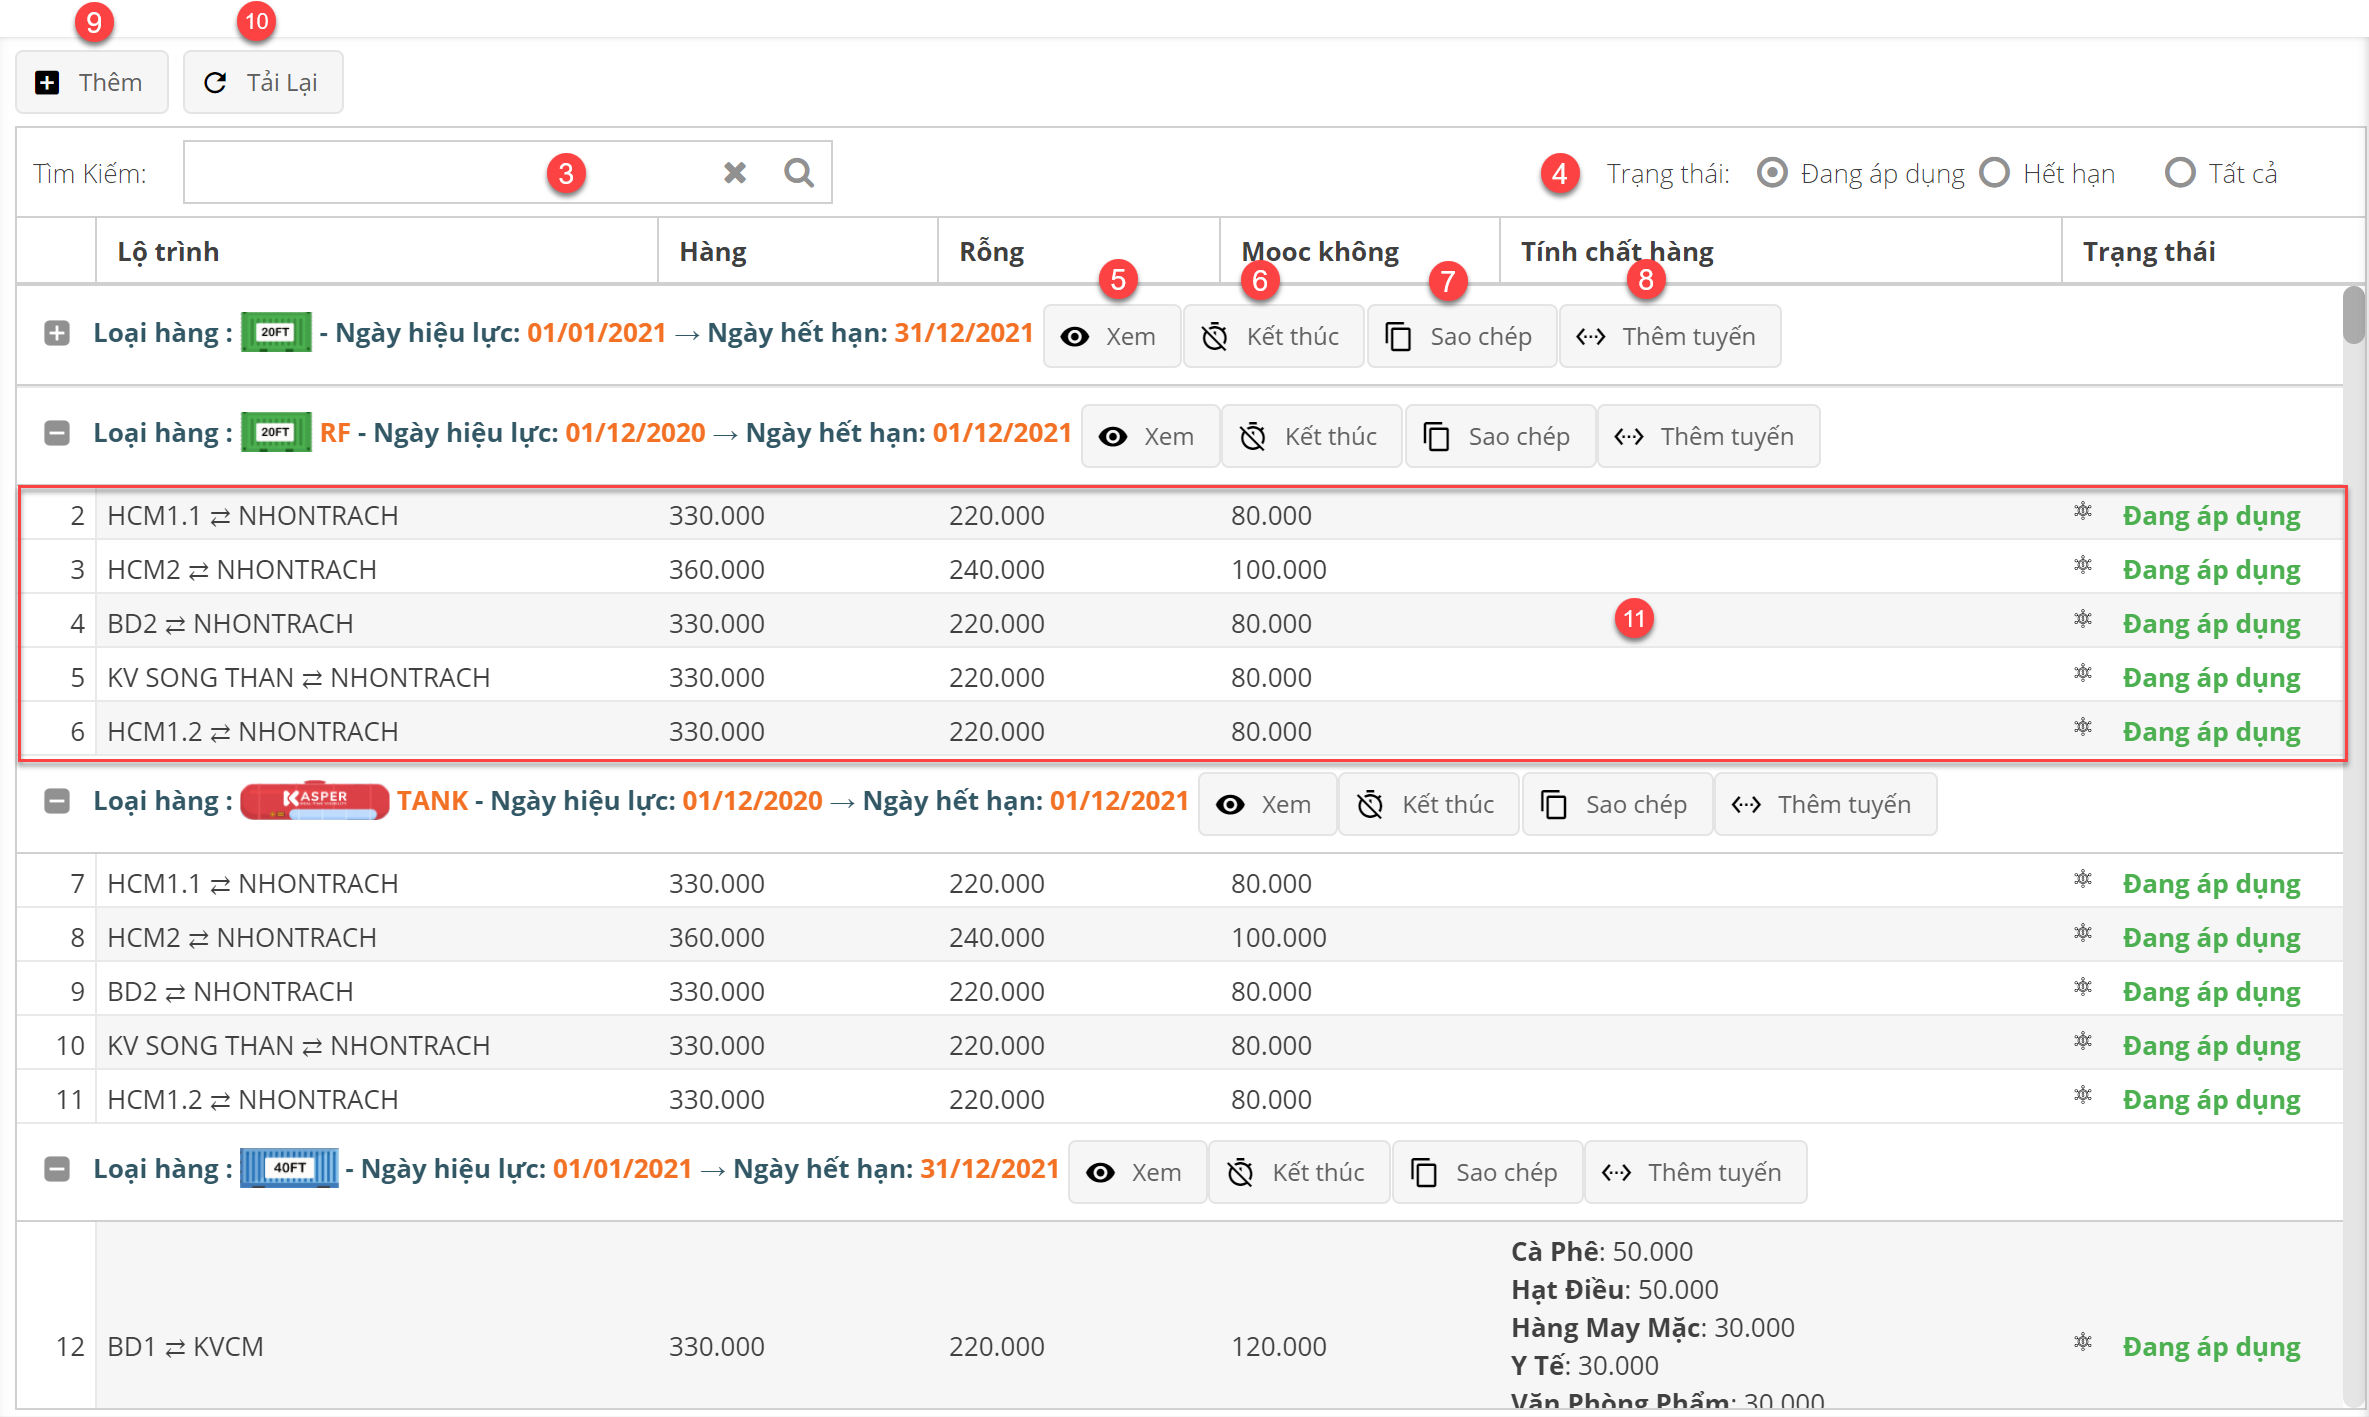 9 10
Thêm Tải Lại
Tìm Kiếm: 3 4 Trạng thái: Đang áp dụng Hết hạn Tất cả
Lộ trình Hàng Rỗng Mooc không Tính chất hàng Trạng thái
5 6 7 8
Loại hàng : 20FT - Ngày hiệu lực: 01/01/2021 → Ngày hết hạn: 31/12/2021 Xem Kết thúc Sao chép Thêm tuyến
Loại hàng : 20FT RF - Ngày hiệu lực: 01/12/2020 → Ngày hết hạn: 01/12/2021 Xem Kết thúc Sao chép Thêm tuyến
2 HCM1.1 ⇄ NHONTRACH 330.000 220.000 80.000 Đang áp dụng
3 HCM2 ⇄ NHONTRACH 360.000 240.000 100.000 Đang áp dụng
4 BD2 ⇄ NHONTRACH 330.000 220.000 80.000 11 Đang áp dụng
5 KV SONG THAN ⇄ NHONTRACH 330.000 220.000 80.000 Đang áp dụng
6 HCM1.2 ⇄ NHONTRACH 330.000 220.000 80.000 Đang áp dụng
Loại hàng : KASPER TANK - Ngày hiệu lực: 01/12/2020 → Ngày hết hạn: 01/12/2021 Xem Kết thúc Sao chép Thêm tuyến
7 HCM1.1 ⇄ NHONTRACH 330.000 220.000 80.000 Đang áp dụng
8 HCM2 ⇄ NHONTRACH 360.000 240.000 100.000 Đang áp dụng
9 BD2 ⇄ NHONTRACH 330.000 220.000 80.000 Đang áp dụng
10 KV SONG THAN ⇄ NHONTRACH 330.000 220.000 80.000 Đang áp dụng
11 HCM1.2 ⇄ NHONTRACH 330.000 220.000 80.000 Đang áp dụng
Loại hàng : 40FT - Ngày hiệu lực: 01/01/2021 → Ngày hết hạn: 31/12/2021 Xem Kết thúc Sao chép Thêm tuyến
Cà Phê: 50.000
Hạt Điều: 50.000
Hàng May Mặc: 30.000
12 BD1 ⇄ KVCM 330.000 220.000 120.000 Đang áp dụng
Y Tế: 30.000
Văn Phòng Phẩm: 30.000